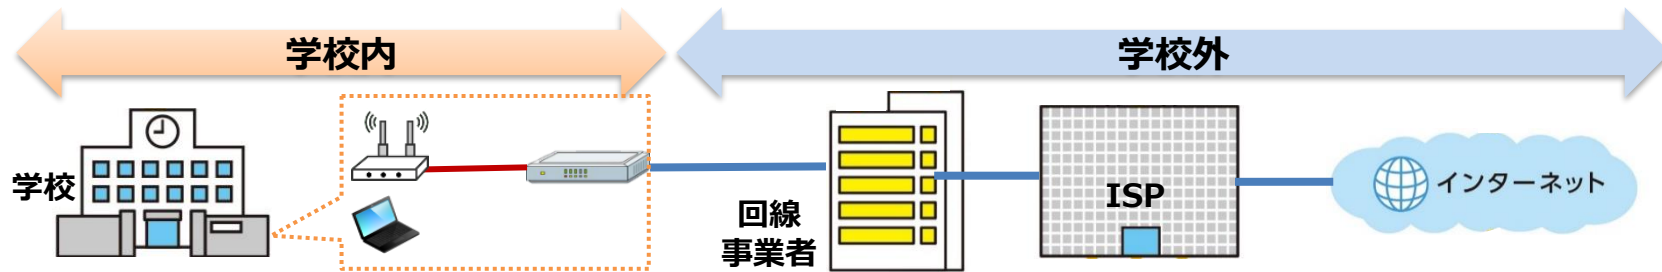 学校内
学校外
学校
回線
事業者
ISP
インターネット